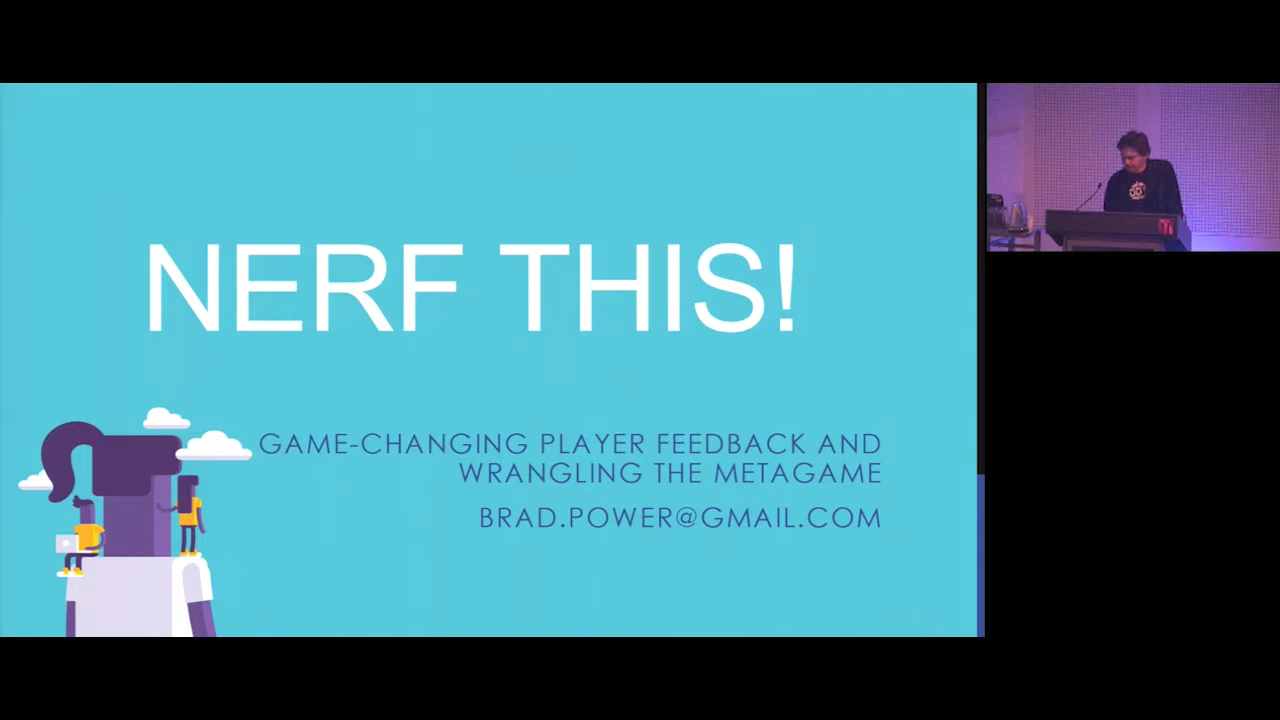 NERF THIS!
GAME-CHANGING PLAYER FEEDBACK AND
WRANGLING THE METAGAME
BRAD.POWER@GMAIL.COM